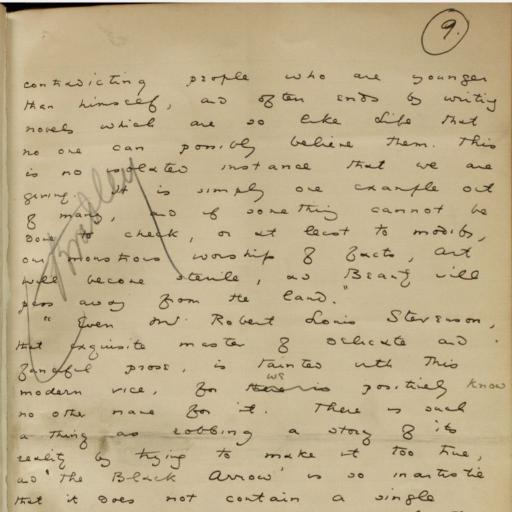 9.
contradicting people who are younger
than himself, and often ends by writing
novels which are so like Life that
no one can possibly believe them. This
is no isolated instance that we are
giving. It is simply one example out
of many, and if something cannot be
done to check, or at least to modify,
our monstrous worship of facts, Art
will become sterile, and Beauty will
pass away from the land."
"Even Mr. Robert Louis Stevenson,
that exquisite master of delicate and
fanciful prose, is tainted with this
modern vice, for we positively know
no other name for it. There is such
a thing as robbing a story of its
reality by trying to make it too true,
and 'The Black Arrow' is so inartistic
that it does not contain a single